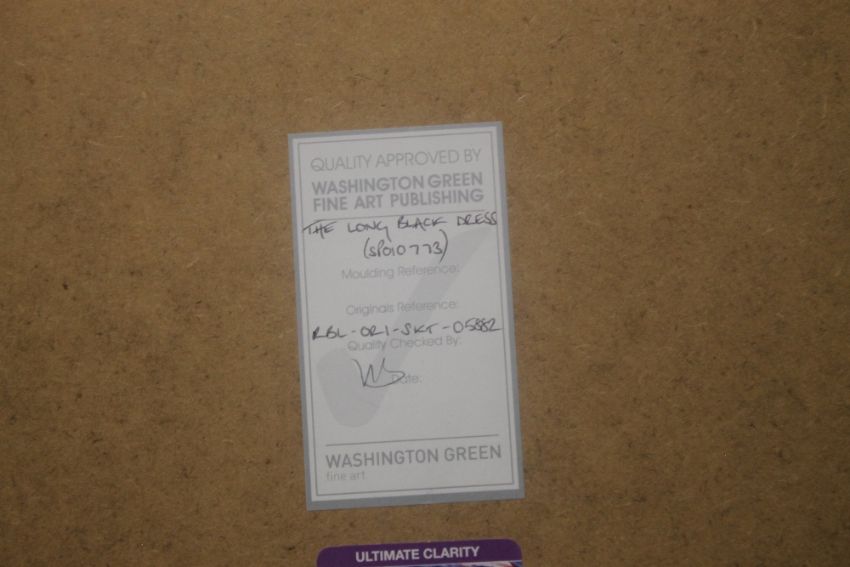 QUALITY APPROVED BY
WASHINGTON GREEN
FINE ART PUBLISHING
THE LONG BLACK DRESS
(SP010773)
Moulding Reference:
Originals Reference:
RBL-ORI-SKT-05882
Quality Checked By:
Date:
WASHINGTON GREEN
fine art
ULTIMATE CLARITY